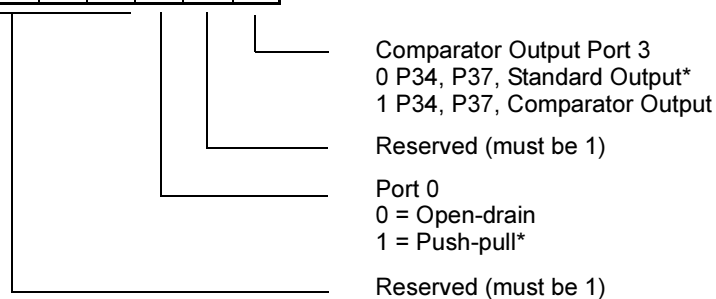 Comparator Output Port 3
0 P34, P37, Standard Output*
1 P34, P37, Comparator Output
Reserved (must be 1)
Port 0
0 = Open-drain
1 = Push-pull*
Reserved (must be 1)